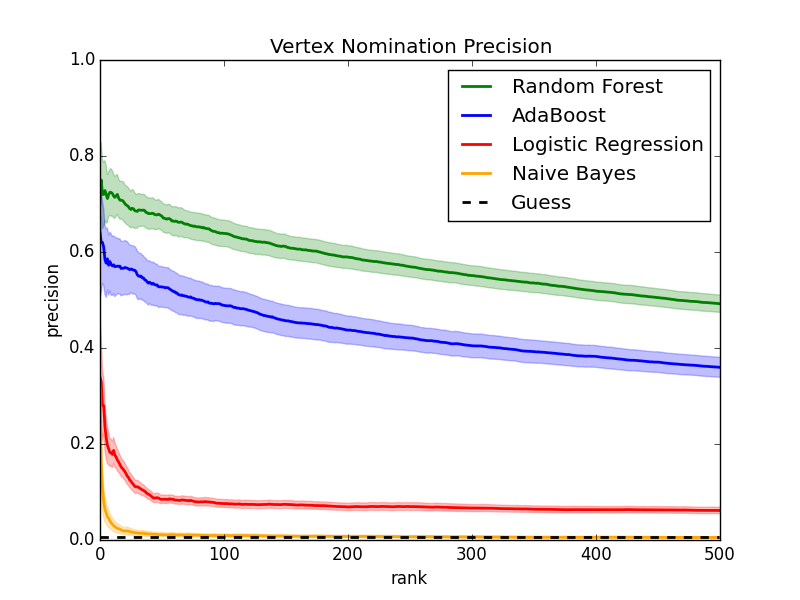 Vertex Nomination Precision
1.0
0.8
0.6
0.4
0.2
0.0
precision
Random Forest
AdaBoost
Logistic Regression
Naive Bayes
Guess
0 100 200 300 400 500
rank